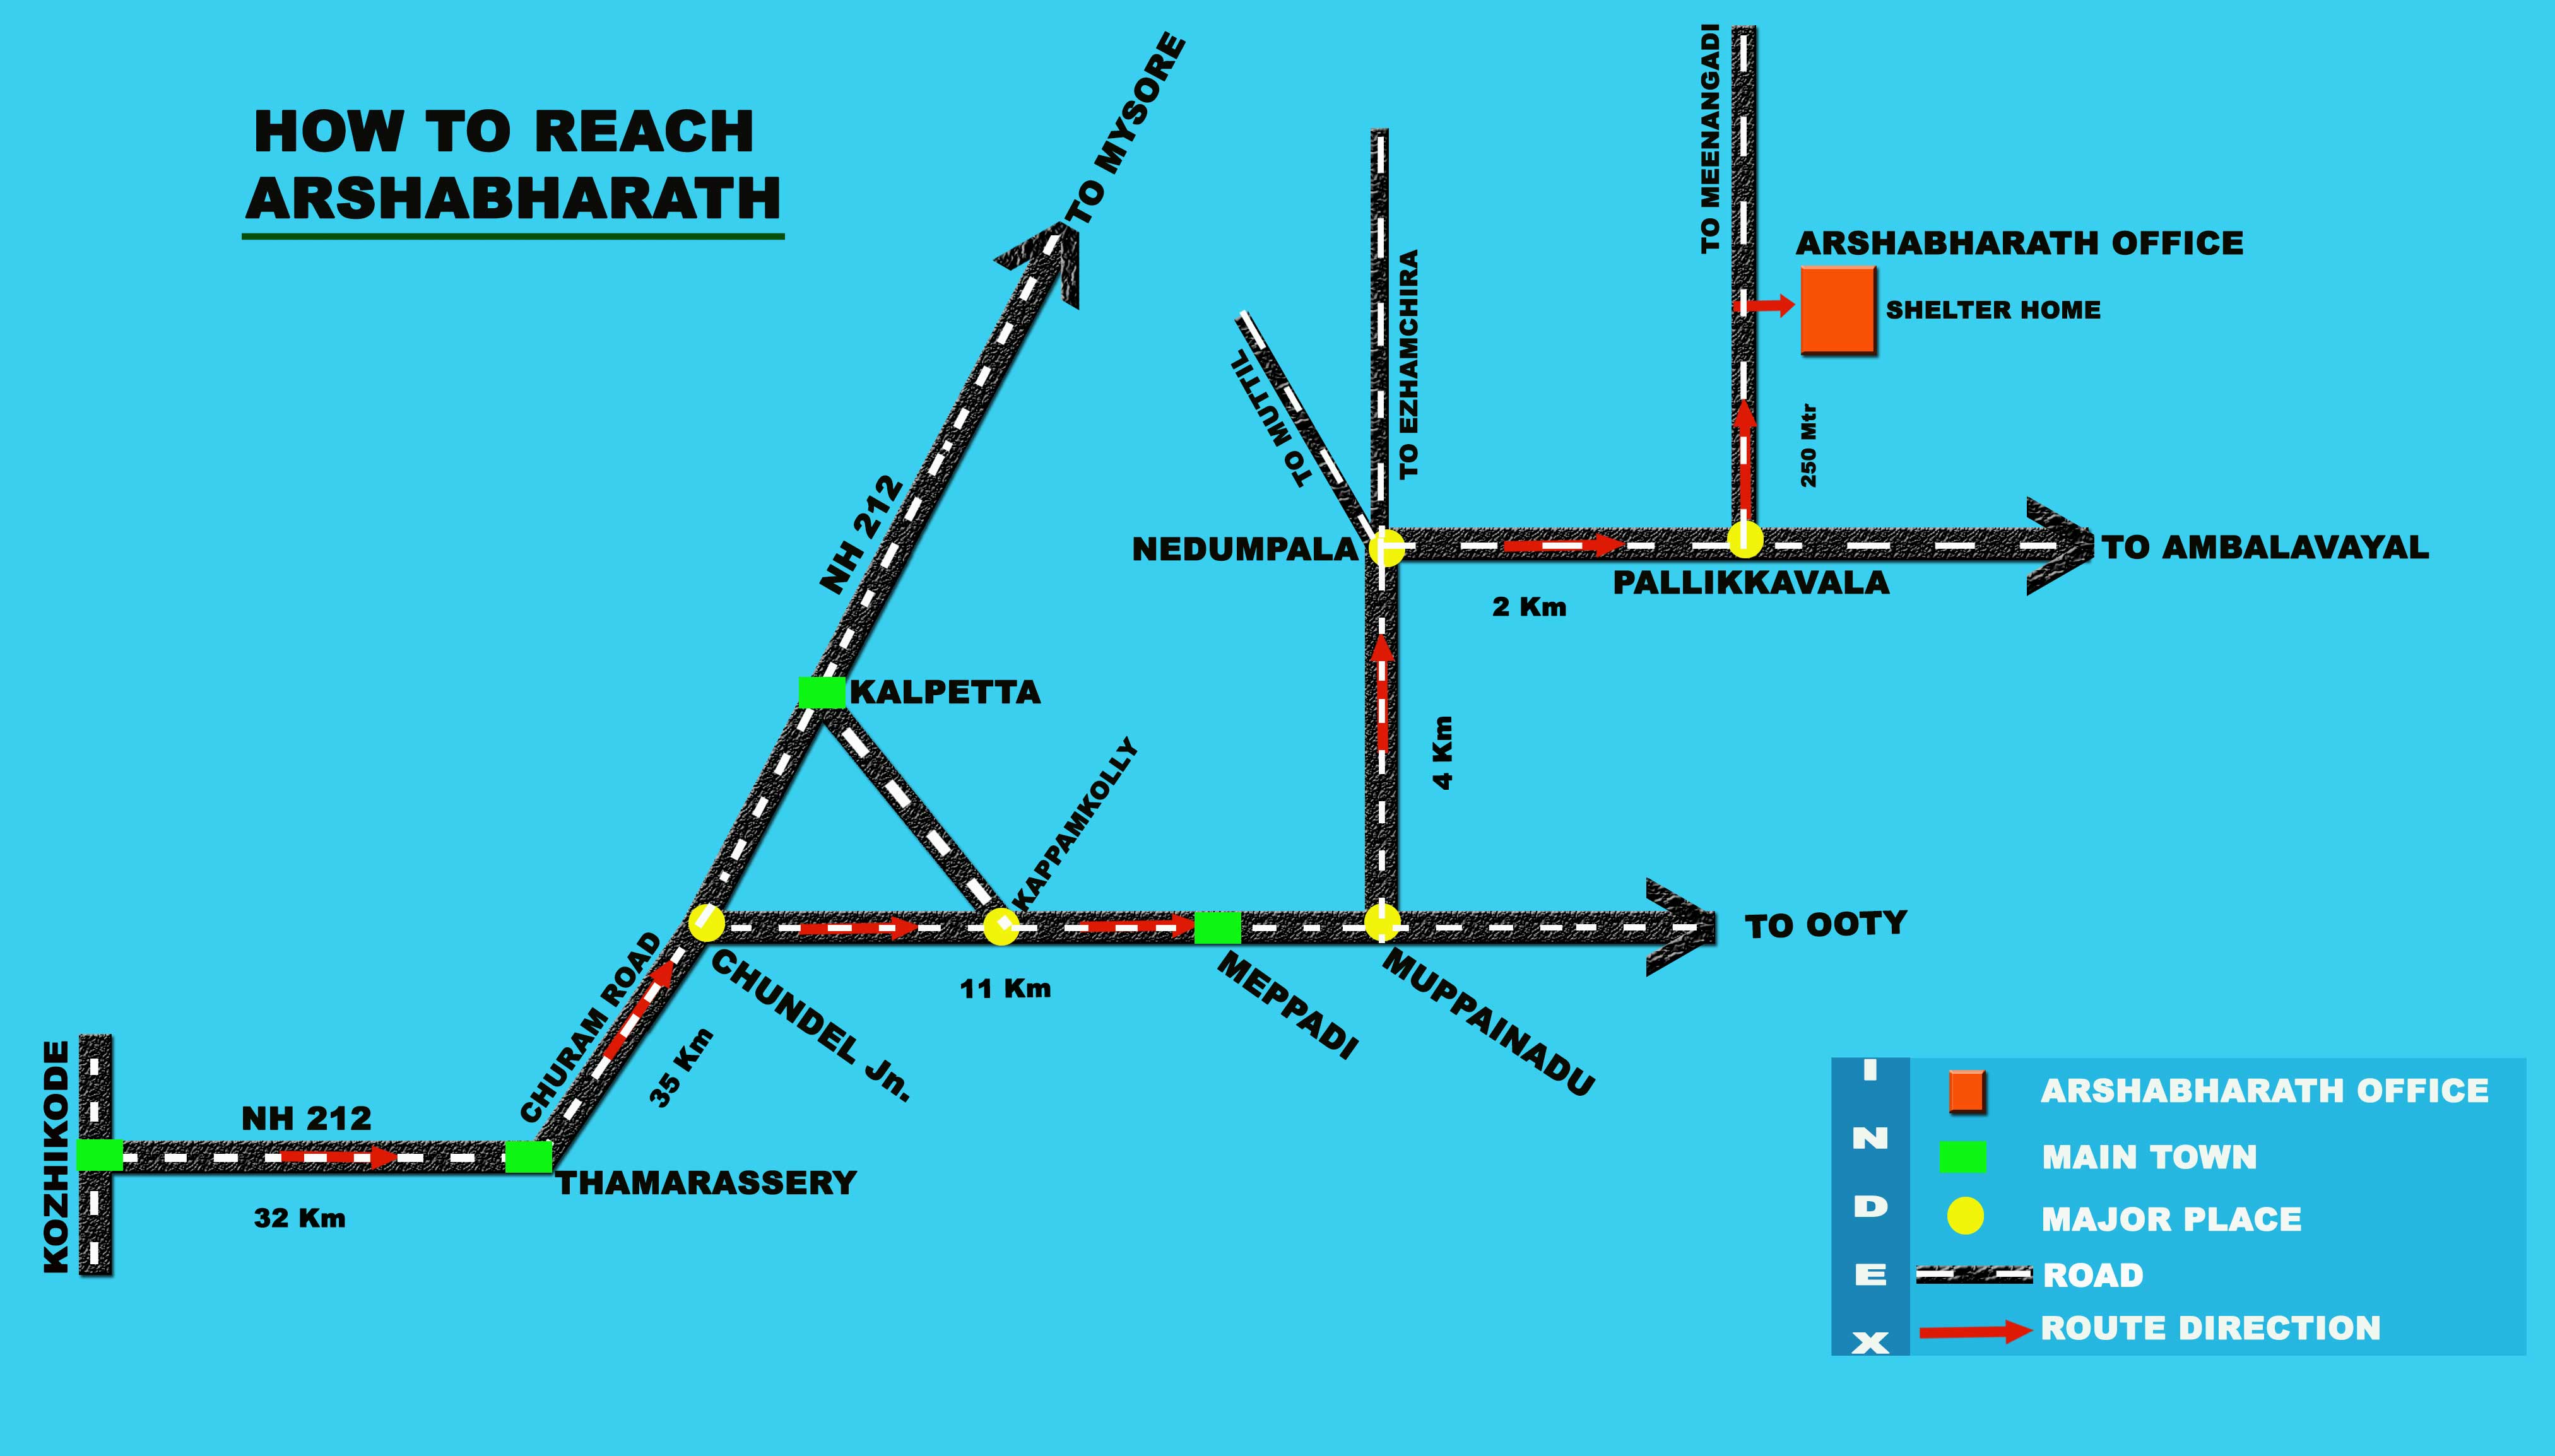 HOW TO REACH
ARSHABHARATH
TO MYSORE
NH 212
TO MUTTIL
TO EZHAMCHIRA
TO MEENANGADI
ARSHABHARATH OFFICE
SHELTER HOME
250 Mtr
NEDUMPALA
PALLIKKAVALA
2 Km
TO AMBALAVAYAL
KALPETTA
KAPPAMKOLLY
4 Km
CHURAM ROAD
35 Km
CHUNDEL Jn.
11 Km
MEPPADI
MUPPAINADU
TO OOTY
KOZHIKODE
NH 212
32 Km
THAMARASSERY
INDEX
ARSHABHARATH OFFICE
MAIN TOWN
MAJOR PLACE
ROAD
ROUTE DIRECTION